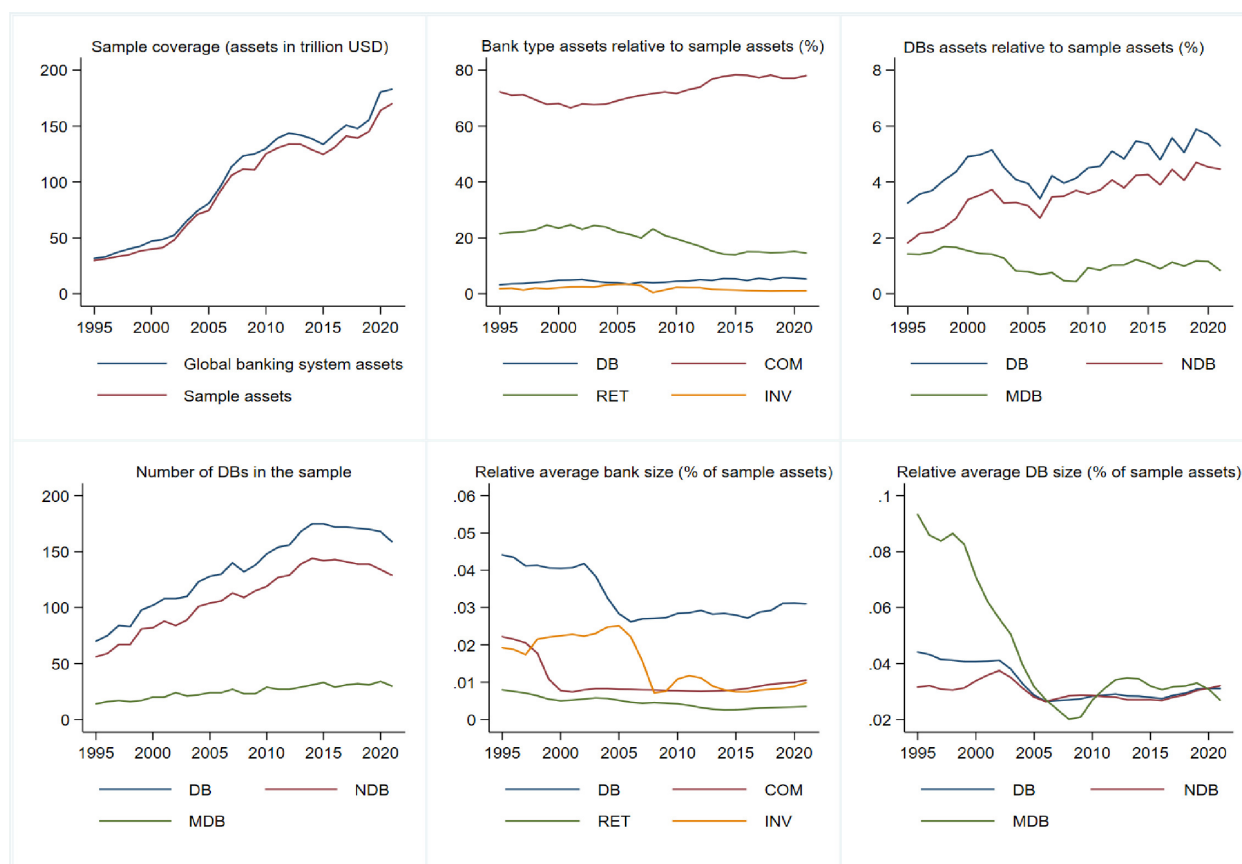 Sample coverage (assets in trillion USD)
200
150
100
50
0
1995 2000 2005 2010 2015 2020
Global banking system assets
Sample assets
Bank type assets relative to sample assets (%)
80
60
40
20
0
1995 2000 2005 2010 2015 2020
DB COM
RET INV
DBs assets relative to sample assets (%)
8
6
4
2
0
1995 2000 2005 2010 2015 2020
DB NDB
MDB
Number of DBs in the sample
200
150
100
50
0
1995 2000 2005 2010 2015 2020
DB NDB
MDB
Relative average bank size (% of sample assets)
.06
.04
.03
.02
.01
0
1995 2000 2005 2010 2015 2020
DB COM
RET INV
Relative average DB size (% of sample assets)
.1
.08
.06
.04
.02
1995 2000 2005 2010 2015 2020
DB NDB
MDB